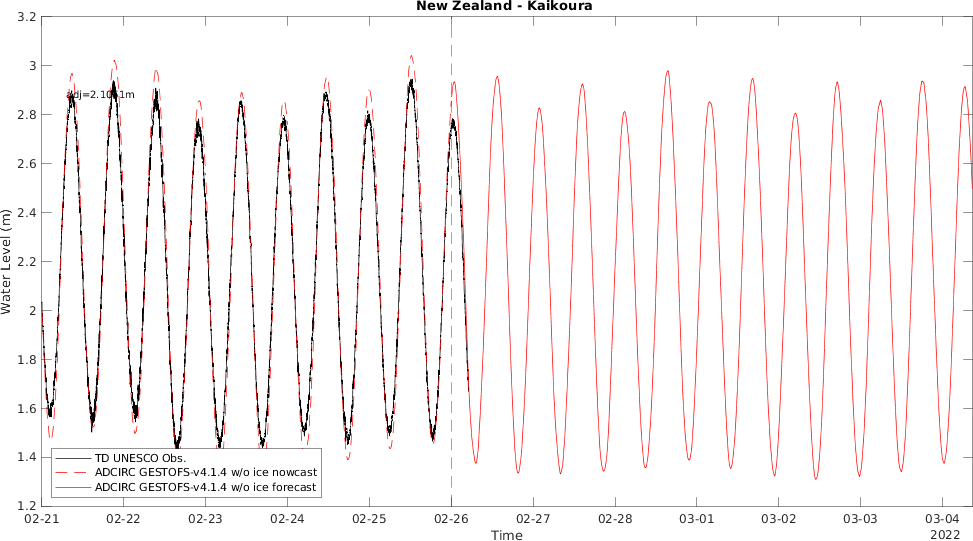 New Zealand - Kaikoura
3.2
3
2.8
2.6
2.4
2.2
2
1.8
1.6
1.4
1.2
Water Level (m)
TD UNESCO Obs.
ADCIRC GESTOFS-v4.1.4 w/o ice nowcast
ADCIRC GESTOFS-v4.1.4 w/o ice forecast
02-21 02-22 02-23 02-24 02-25 02-26 02-27 02-28 03-01 03-02 03-03 03-04
2022
Time